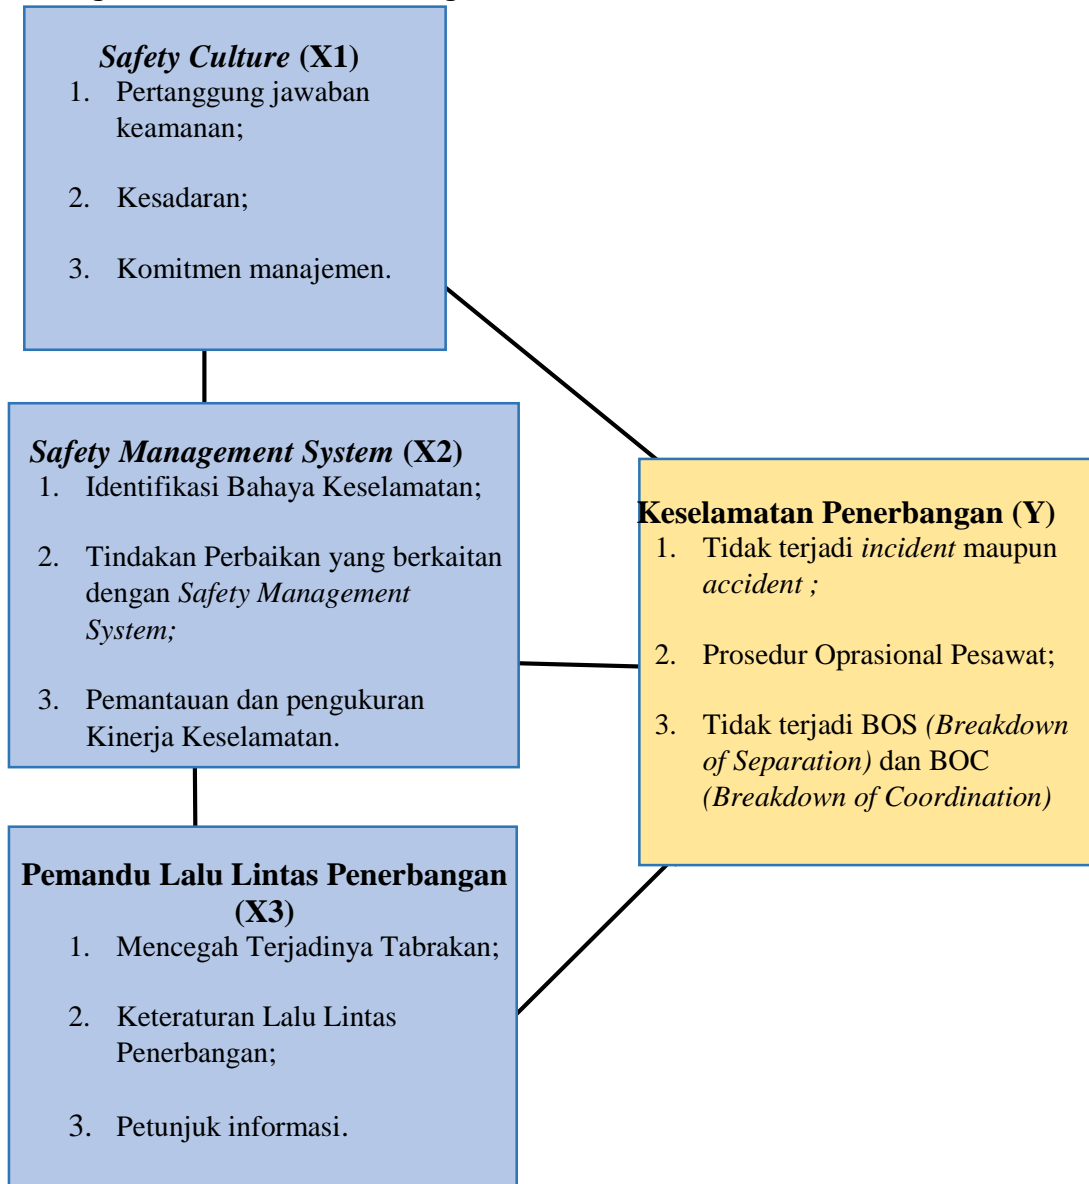 Safety Culture (X1)
1. Pertanggung jawaban
keamanan;
2. Kesadaran;
3. Komitmen manajemen.
Safety Management System (X2)
1. Identifikasi Bahaya Keselamatan;
2. Tindakan Perbaikan yang berkaitan
dengan Safety Management
System;
3. Pemantauan dan pengukuran
Kinerja Keselamatan.
Keselamatan Penerbangan (Y)
1. Tidak terjadi incident maupun
accident ;
2. Prosedur Oprasional Pesawat;
3. Tidak terjadi BOS (Breakdown
of Separation) dan BOC
(Breakdown of Coordination)
Pemandu Lalu Lintas Penerbangan
(X3)
1. Mencegah Terjadinya Tabrakan;
2. Keteraturan Lalu Lintas
Penerbangan;
3. Petunjuk informasi.